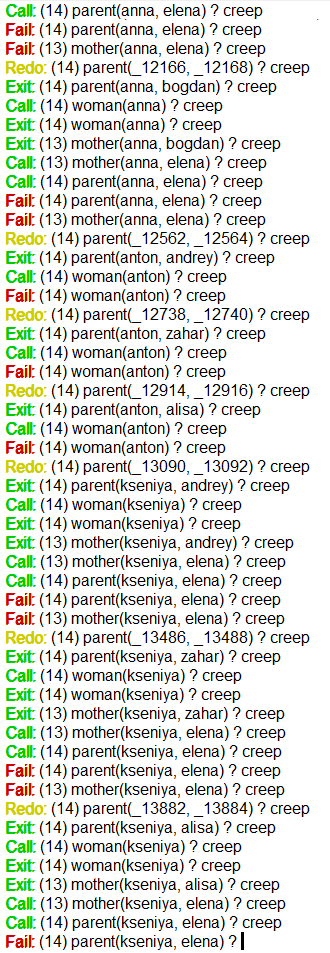 Call: (14) parent(anna, elena) ? creep
Fail: (14) parent(anna, elena) ? creep
Fail: (13) mother(anna, elena) ? creep
Redo: (14) parent(_12166, _12168) ? creep
Exit: (14) parent(anna, bogdan) ? creep
Call: (14) woman(anna) ? creep
Exit: (14) woman(anna) ? creep
Exit: (13) mother(anna, bogdan) ? creep
Call: (13) mother(anna, elena) ? creep
Call: (14) parent(anna, elena) ? creep
Fail: (14) parent(anna, elena) ? creep
Fail: (13) mother(anna, elena) ? creep
Redo: (14) parent(_12562, _12564) ? creep
Exit: (14) parent(anton, andrey) ? creep
Call: (14) woman(anton) ? creep
Fail: (14) woman(anton) ? creep
Redo: (14) parent(_12738, _12740) ? creep
Exit: (14) parent(anton, zahar) ? creep
Call: (14) woman(anton) ? creep
Fail: (14) woman(anton) ? creep
Redo: (14) parent(_12914, _12916) ? creep
Exit: (14) parent(anton, alisa) ? creep
Call: (14) woman(anton) ? creep
Fail: (14) woman(anton) ? creep
Redo: (14) parent(_13090, _13092) ? creep
Exit: (14) parent(kseniya, andrey) ? creep
Call: (14) woman(kseniya) ? creep
Exit: (14) woman(kseniya) ? creep
Exit: (13) mother(kseniya, andrey) ? creep
Call: (13) mother(kseniya, elena) ? creep
Call: (14) parent(kseniya, elena) ? creep
Fail: (14) parent(kseniya, elena) ? creep
Fail: (13) mother(kseniya, elena) ? creep
Redo: (14) parent(_13486, _13488) ? creep
Exit: (14) parent(kseniya, zahar) ? creep
Call: (14) woman(kseniya) ? creep
Exit: (14) woman(kseniya) ? creep
Exit: (13) mother(kseniya, zahar) ? creep
Call: (13) mother(kseniya, elena) ? creep
Call: (14) parent(kseniya, elena) ? creep
Fail: (14) parent(kseniya, elena) ? creep
Fail: (13) mother(kseniya, elena) ? creep
Redo: (14) parent(_13882, _13884) ? creep
Exit: (14) parent(kseniya, alisa) ? creep
Call: (14) woman(kseniya) ? creep
Exit: (14) woman(kseniya) ? creep
Exit: (13) mother(kseniya, alisa) ? creep
Call: (13) mother(kseniya, elena) ? creep
Call: (14) parent(kseniya, elena) ? creep
Fail: (14) parent(kseniya, elena) ?